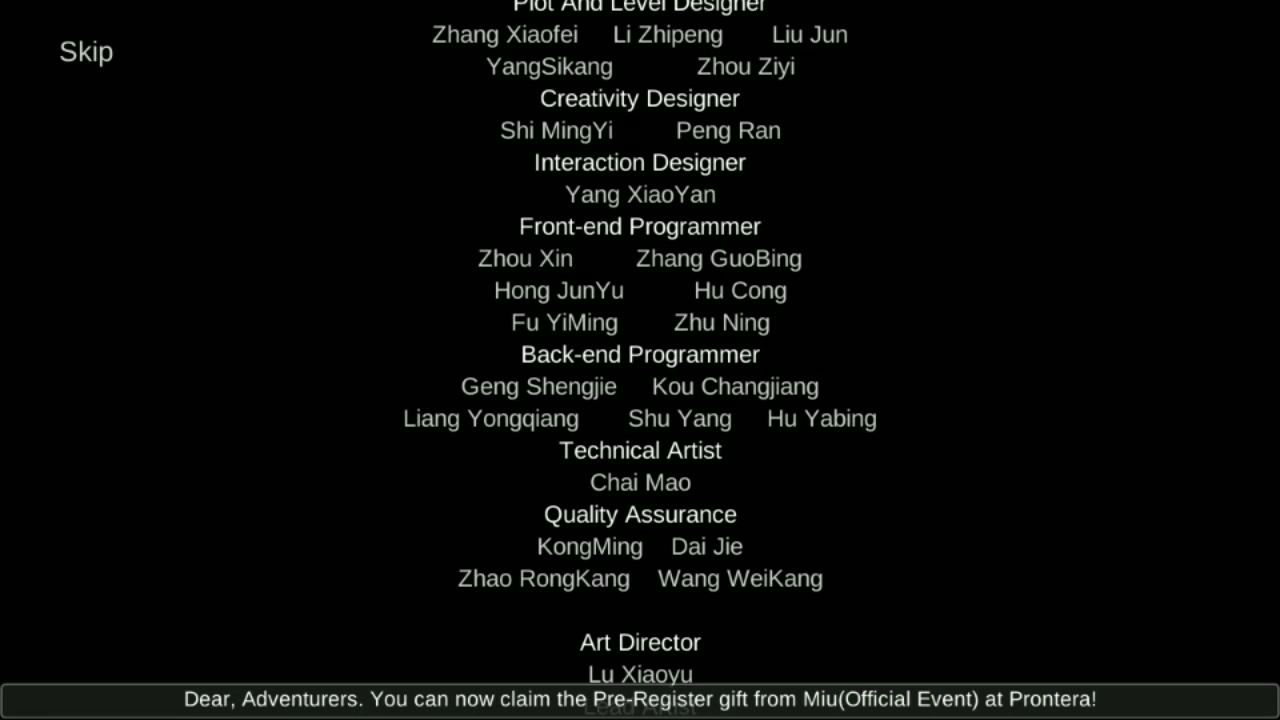 Plot And Level Designer
Skip
Zhang Xiaofei Li Zhipeng Liu Jun
YangSikang Zhou Ziyi
Creativity Designer
Shi MingYi Peng Ran
Interaction Designer
Yang XiaoYan
Front-end Programmer
Zhou Xin Zhang GuoBing
Hong JunYu Hu Cong
Fu YiMing Zhu Ning
Back-end Programmer
Geng Shengjie Kou Changjiang
Liang Yongqiang Shu Yang Hu Yabing
Technical Artist
Chai Mao
Quality Assurance
KongMing Dai Jie
Zhao RongKang Wang WeiKang
Art Director
Lu Xiaoyu
Dear, Adventurers. You can now claim the Pre-Register gift from Miu(Official Event) at Prontera!
Lead Artist